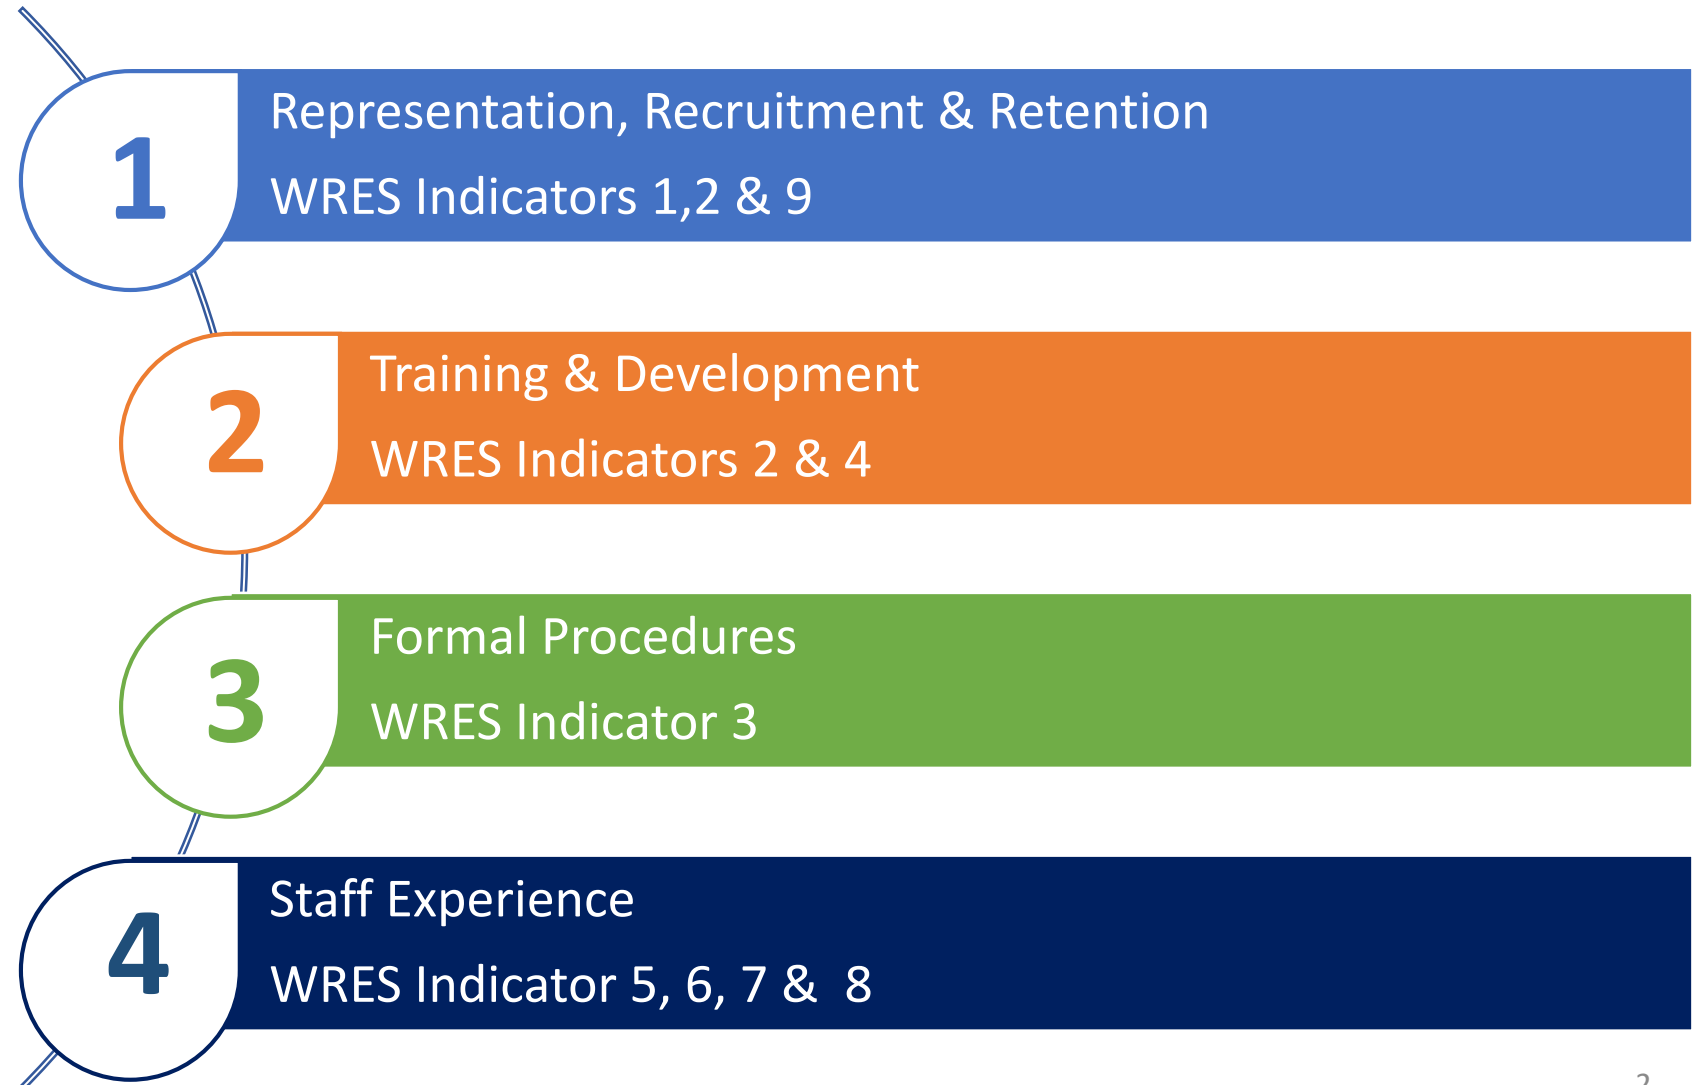 1
Representation, Recruitment & Retention
WRES Indicators 1,2 & 9
2
Training & Development
WRES Indicators 2 & 4
3
Formal Procedures
WRES Indicator 3
4
Staff Experience
WRES Indicator 5, 6, 7 &  8
2